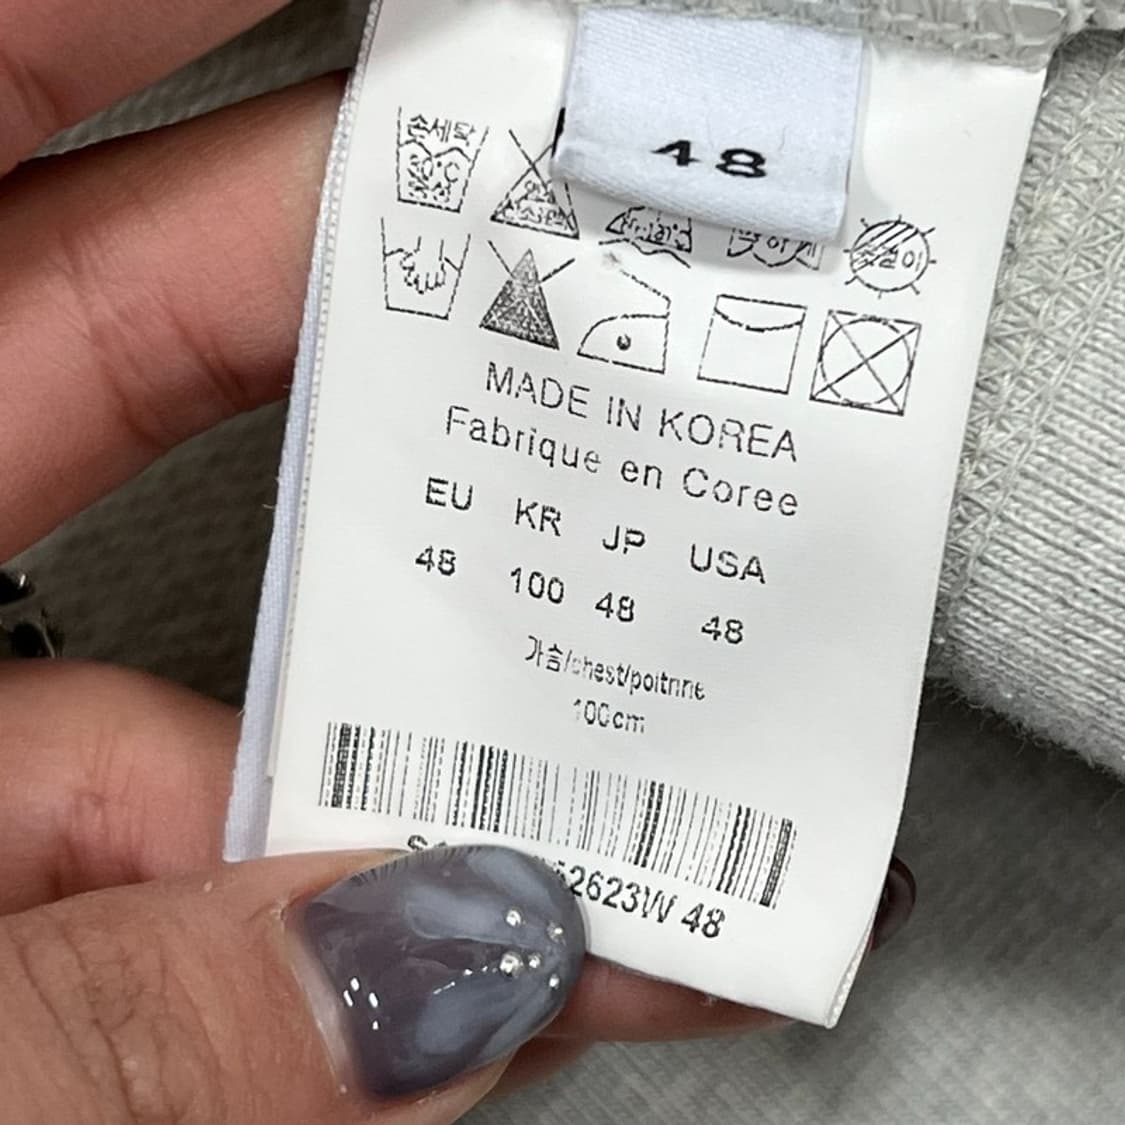 48
손세탁
30°C
MADE IN KOREA
Fabrique en Coree
EU KR JP USA
48 100 48 48
가슴/chest/poitrine
100cm
52623W 48